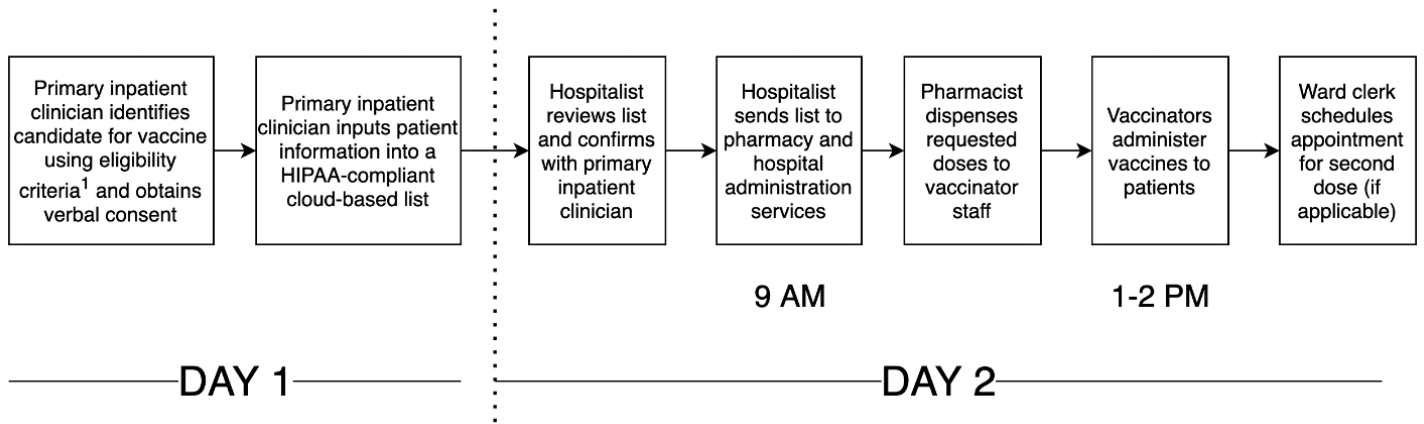 Primary inpatient
clinician identifies
candidate for vaccine
using eligibility
criteria¹ and obtains
verbal consent
Primary inpatient
clinician inputs patient
information into a
HIPAA-compliant
cloud-based list
Hospitalist
reviews list
and confirms
with primary
inpatient
clinician
Hospitalist
sends list to
pharmacy and
hospital
administration
services
Pharmacist
dispenses
requested
doses to
vaccinator
staff
Vaccinators
administer
vaccines to
patients
Ward clerk
schedules
appointment
for second
dose (if
applicable)
9 AM
1-2 PM
DAY 1
DAY 2